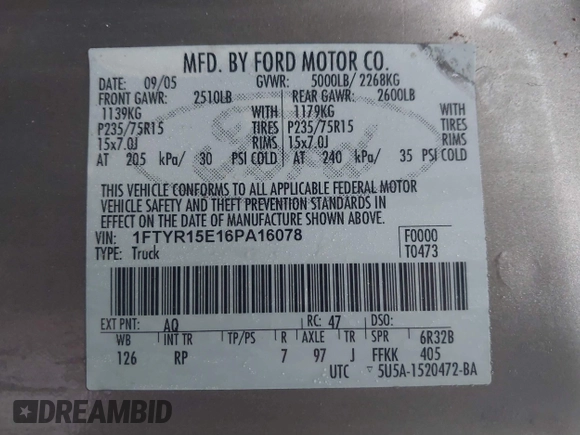 MFD. BY FORD MOTOR CO.
DATE: 09/05 GVWR: 5000LB/ 2268KG
FRONT GAWR: 2510LB REAR GAWR: 2600LB
1139KG WITH 1179KG WITH
P235/75R15 TIRES P235/75R15 TIRES
15x7.0J RIMS 15x7.0J RIMS
AT 205 kPa/ 30 PSI COLD AT 240 kPa/ 35 PSI COLD
THIS VEHICLE CONFORMS TO ALL APPLICABLE FEDERAL MOTOR
VEHICLE SAFETY AND THEFT PREVENTION STANDARDS IN
EFFECT ON THE DATE OF MANUFACTURE SHOWN ABOVE.
VIN: 1FTYR15E16PA16078 F0000
TYPE: Truck T0473
EXT PNT: AQ RC: 47 DSO:
WB INT TR TP/PS R AXLE TR SPR 6R32B
126 RP 7 97 J FFKK 405
UTC 5U5A-1520472-BA
DREAMBID